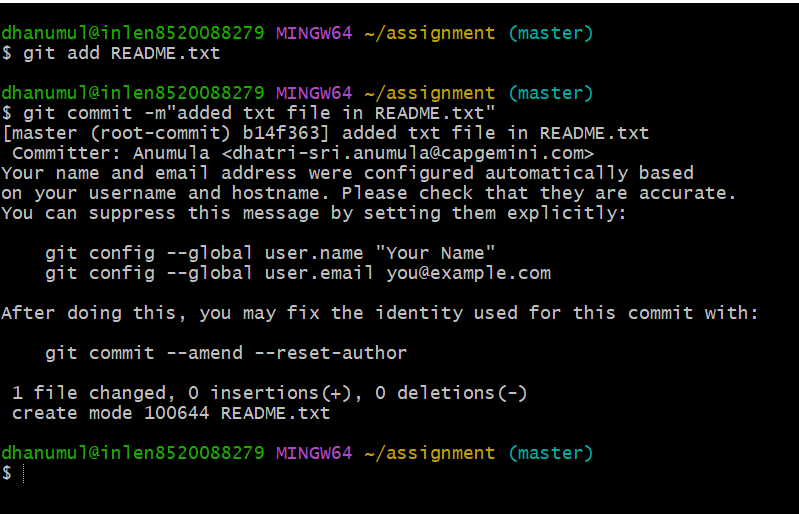 dhanumul@inlen8520088279 MINGW64 ~/assignment (master)
$ git add README.txt
dhanumul@inlen8520088279 MINGW64 ~/assignment (master)
$ git commit -m"added txt file in README.txt"
[master (root-commit) b14f363] added txt file in README.txt
 Committer: Anumula <dhatri-sri.anumula@capgemini.com>
Your name and email address were configured automatically based
on your username and hostname. Please check that they are accurate.
You can suppress this message by setting them explicitly:
    git config --global user.name "Your Name"
    git config --global user.email you@example.com
After doing this, you may fix the identity used for this commit with:
    git commit --amend --reset-author
 1 file changed, 0 insertions(+), 0 deletions(-)
 create mode 100644 README.txt
dhanumul@inlen8520088279 MINGW64 ~/assignment (master)
$